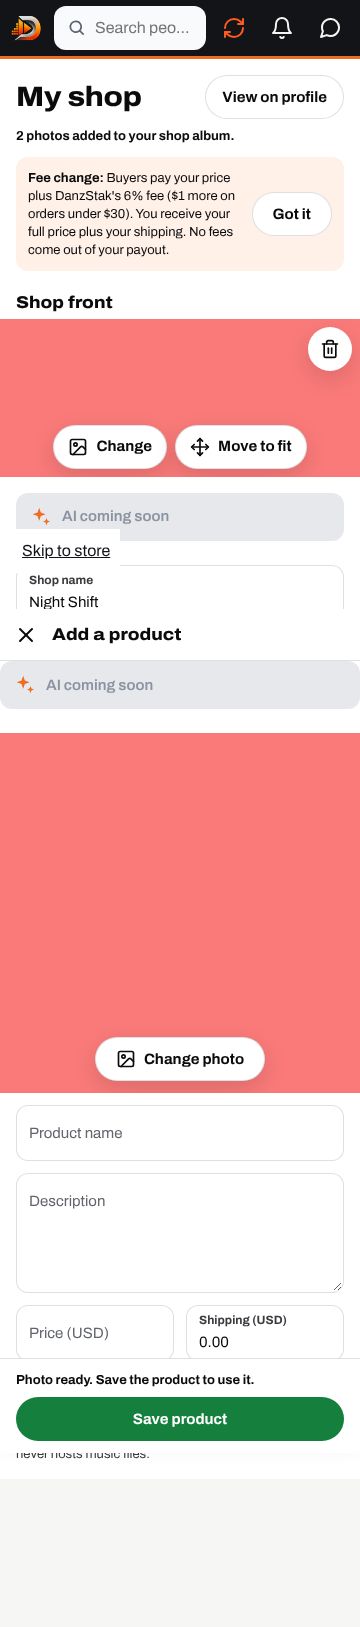 Search peo...
My shop
View on profile
2 photos added to your shop album.
Fee change: Buyers pay your price
plus DanzStak's 6% fee ($1 more on
orders under $30). You receive your
full price plus your shipping. No fees
come out of your payout.
Got it
Shop front
Change
Move to fit
AI coming soon
Skip to store
Shop name
Night Shift
Add a product
AI coming soon
Change photo
Product name
Description
Price (USD)
Shipping (USD)
0.00
Photo ready. Save the product to use it.
Save product
never hosts music files.